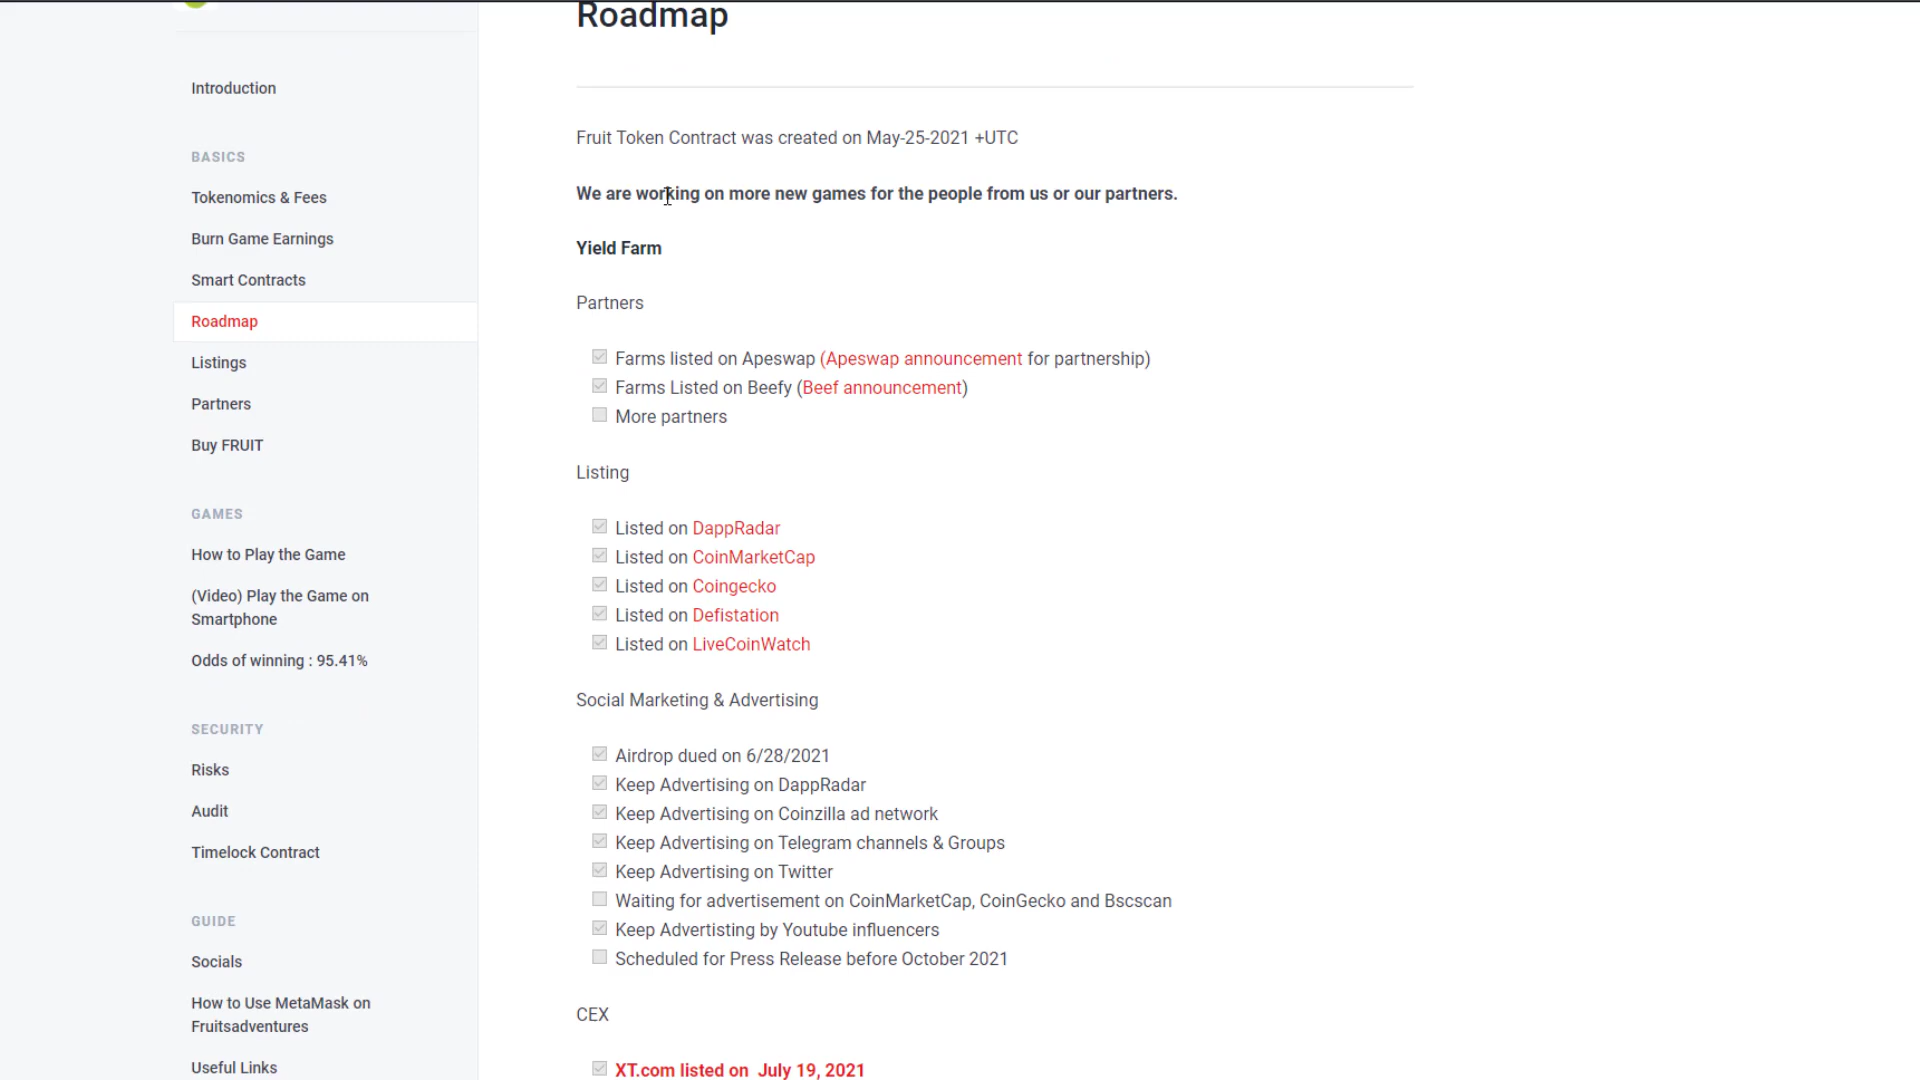 Roadmap
Introduction
BASICS
Tokenomics & Fees
Burn Game Earnings
Smart Contracts
Roadmap
Listings
Partners
Buy FRUIT
GAMES
How to Play the Game
(Video) Play the Game on
Smartphone
Odds of winning : 95.41%
SECURITY
Risks
Audit
Timelock Contract
GUIDE
Socials
How to Use MetaMask on
Fruitsadventures
Useful Links
Fruit Token Contract was created on May-25-2021 +UTC
We are working on more new games for the people from us or our partners.
Yield Farm
Partners
Farms listed on Apeswap (Apeswap announcement for partnership)
Farms Listed on Beefy (Beef announcement)
More partners
Listing
Listed on DappRadar
Listed on CoinMarketCap
Listed on Coingecko
Listed on Defistation
Listed on LiveCoinWatch
Social Marketing & Advertising
Airdrop dued on 6/28/2021
Keep Advertising on DappRadar
Keep Advertising on Coinzilla ad network
Keep Advertising on Telegram channels & Groups
Keep Advertising on Twitter
Waiting for advertisement on CoinMarketCap, CoinGecko and Bscscan
Keep Advertisting by Youtube influencers
Scheduled for Press Release before October 2021
CEX
XT.com listed on July 19, 2021